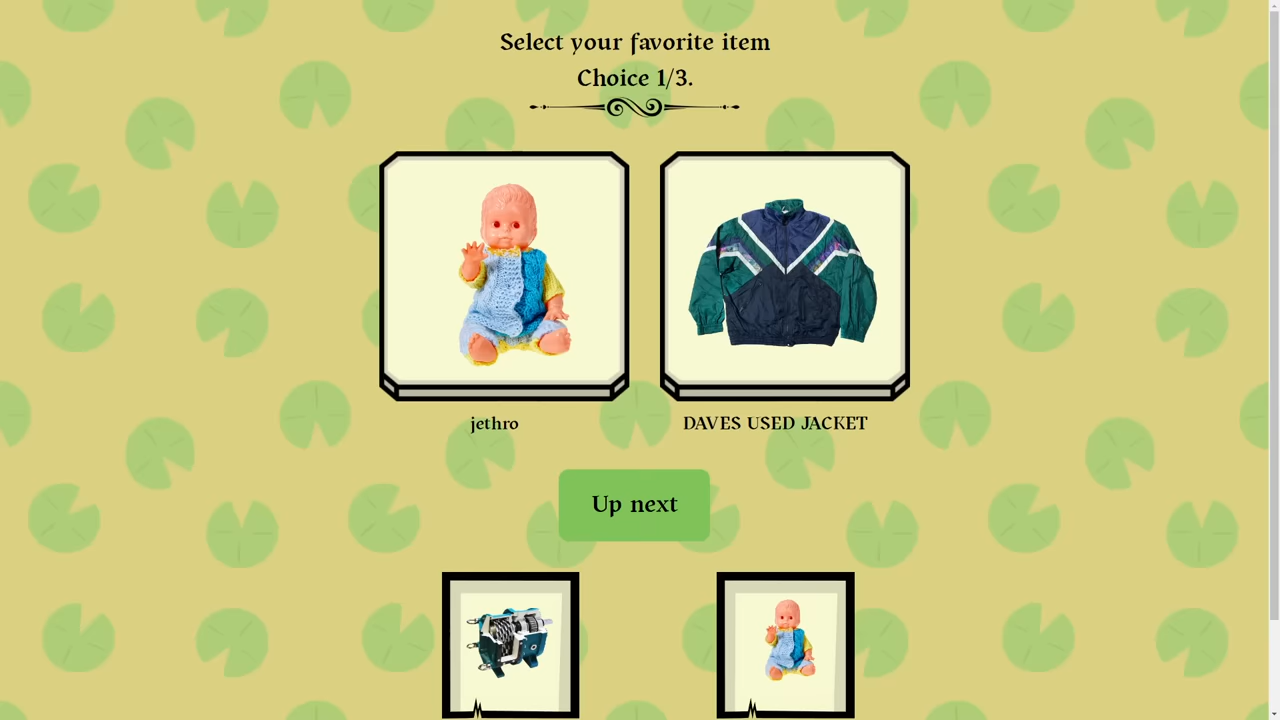 Select your favorite item
Choice 1/3.
jethro
DAVES USED JACKET
Up next